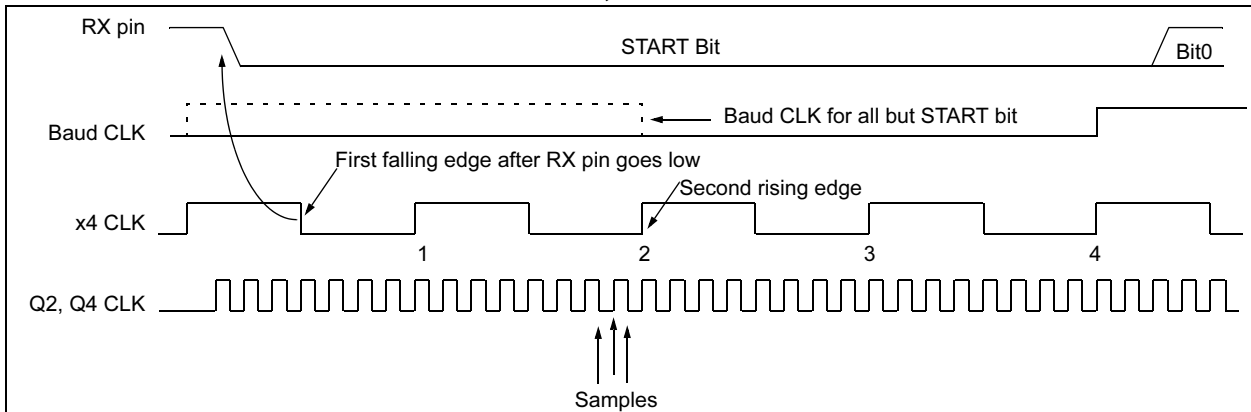 RX pin
START Bit
Bit0
Baud CLK
Baud CLK for all but START bit
First falling edge after RX pin goes low
Second rising edge
x4 CLK
1 2 3 4
Q2, Q4 CLK
Samples